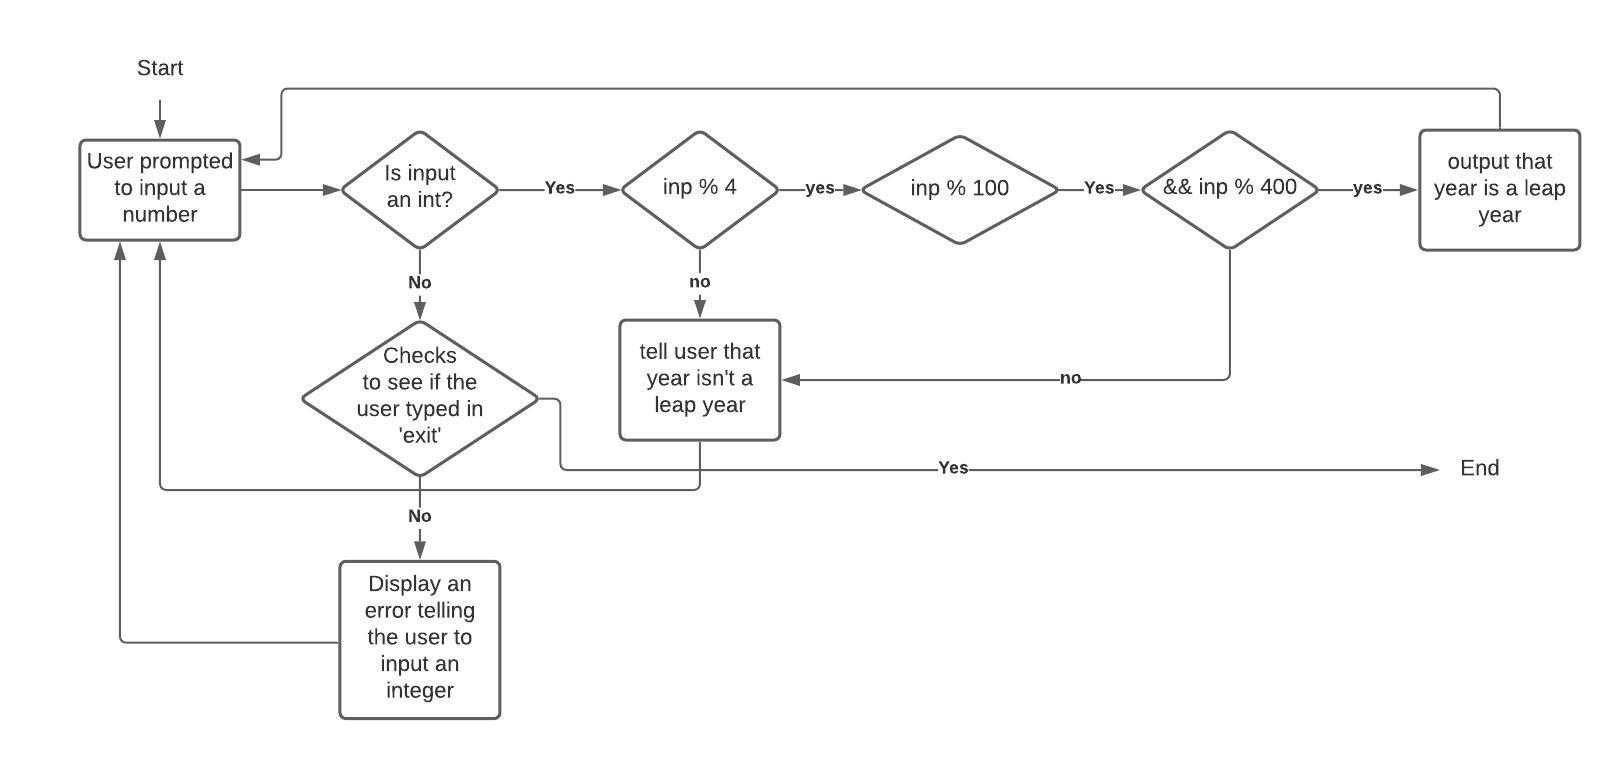 Start
User prompted
to input a
number
Is input
an int?
Yes
inp % 4
yes
inp % 100
Yes
&& inp % 400
yes
output that
year is a leap
year
No
no
Checks
to see if the
user typed in
'exit'
tell user that
year isn't a
leap year
no
Yes
End
No
Display an
error telling
the user to
input an
integer